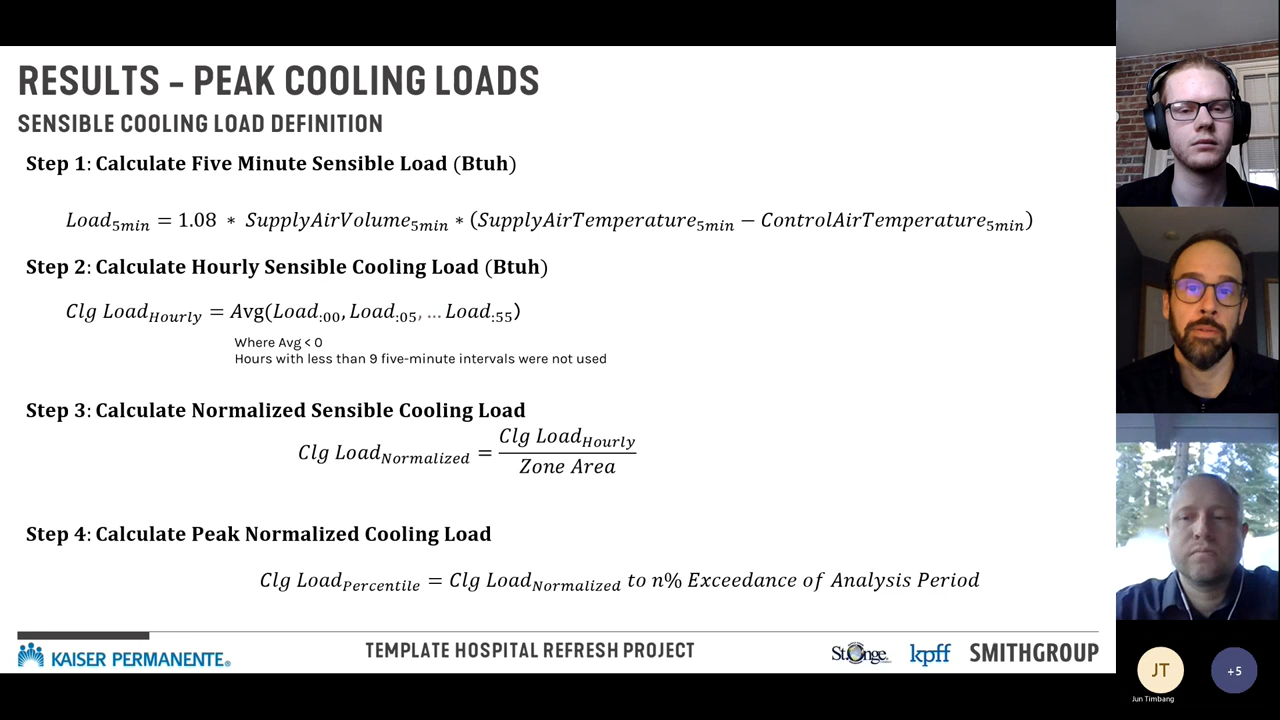 RESULTS – PEAK COOLING LOADS
SENSIBLE COOLING LOAD DEFINITION
Step 1: Calculate Five Minute Sensible Load (Btuh)
Load5min = 1.08 * SupplyAirVolume5min * (SupplyAirTemperature5min − ControlAirTemperature5min)
Step 2: Calculate Hourly Sensible Cooling Load (Btuh)
Clg LoadHourly = Avg(Load:00, Load:05, … Load:55)
Where Avg < 0
Hours with less than 9 five-minute intervals were not used
Step 3: Calculate Normalized Sensible Cooling Load
Clg LoadNormalized = Clg LoadHourly / Zone Area
Step 4: Calculate Peak Normalized Cooling Load
Clg LoadPercentile = Clg LoadNormalized to n% Exceedance of Analysis Period
KAISER PERMANENTE®
TEMPLATE HOSPITAL REFRESH PROJECT
St.Onge
kpff
SMITHGROUP
JT
Jun Timbang
+5